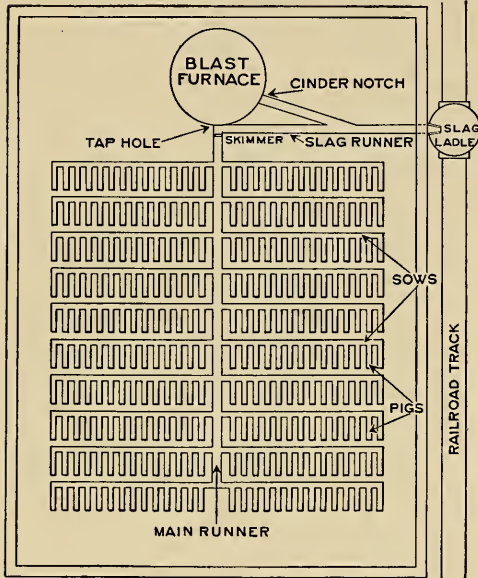 BLAST
FURNACE
CINDER NOTCH
TAP HOLE
SKIMMER
SLAG RUNNER
SLAG
LADLE
SOWS
PIGS
RAILROAD TRACK
MAIN RUNNER